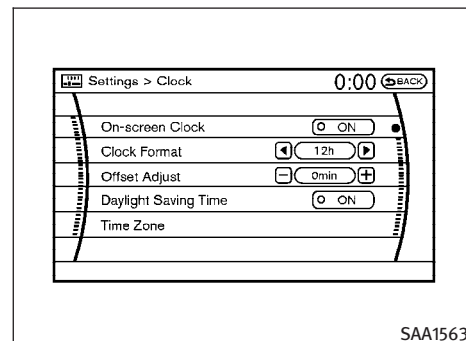 Settings > Clock 0:00 BACK
On-screen Clock ON
Clock Format 12h
Offset Adjust 0min
Daylight Saving Time ON
Time Zone
SAA1563